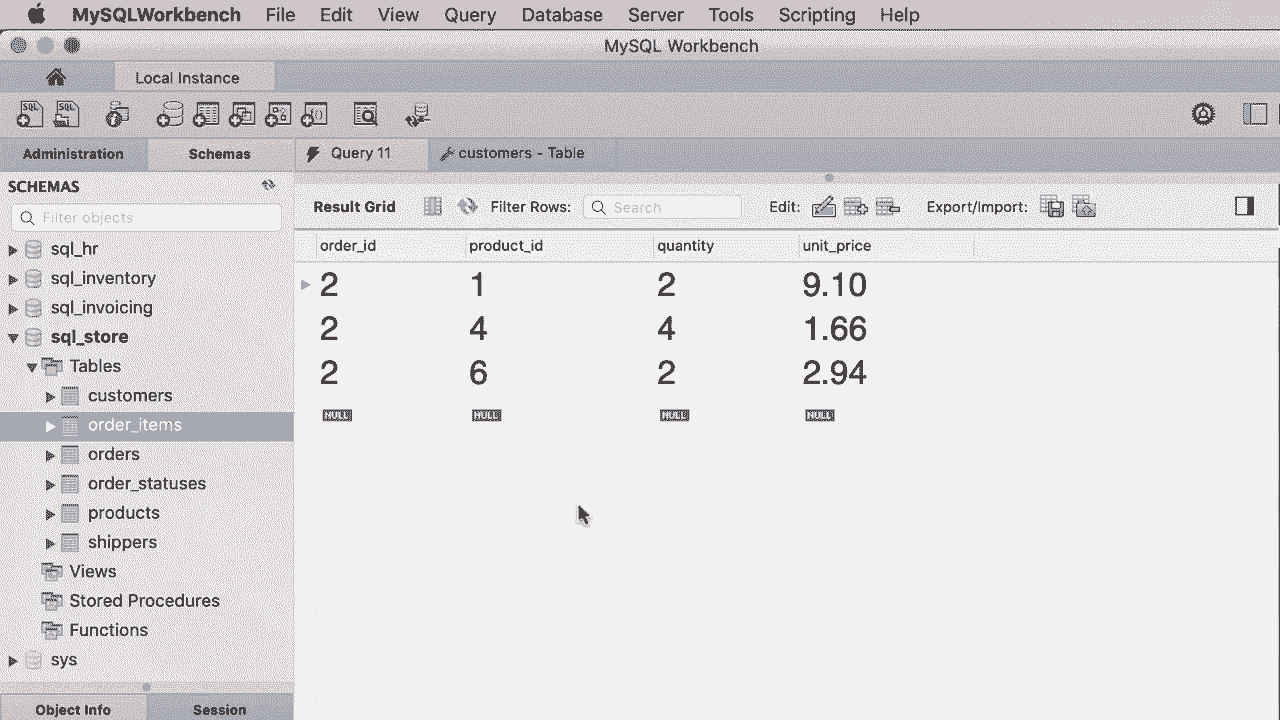 MySQLWorkbench File Edit View Query Database Server Tools Scripting Help
MySQL Workbench
Local Instance
SQL SQL
Administration Schemas Query 11 customers - Table
SCHEMAS
Filter objects
Result Grid Filter Rows: Search Edit: Export/Import:
sql_hr
sql_inventory
sql_invoicing
sql_store
Tables
customers
order_items
orders
order_statuses
products
shippers
Views
Stored Procedures
Functions
sys
Object Info Session
order_id product_id quantity unit_price
2 1 2 9.10
2 4 4 1.66
2 6 2 2.94
NULL NULL NULL NULL